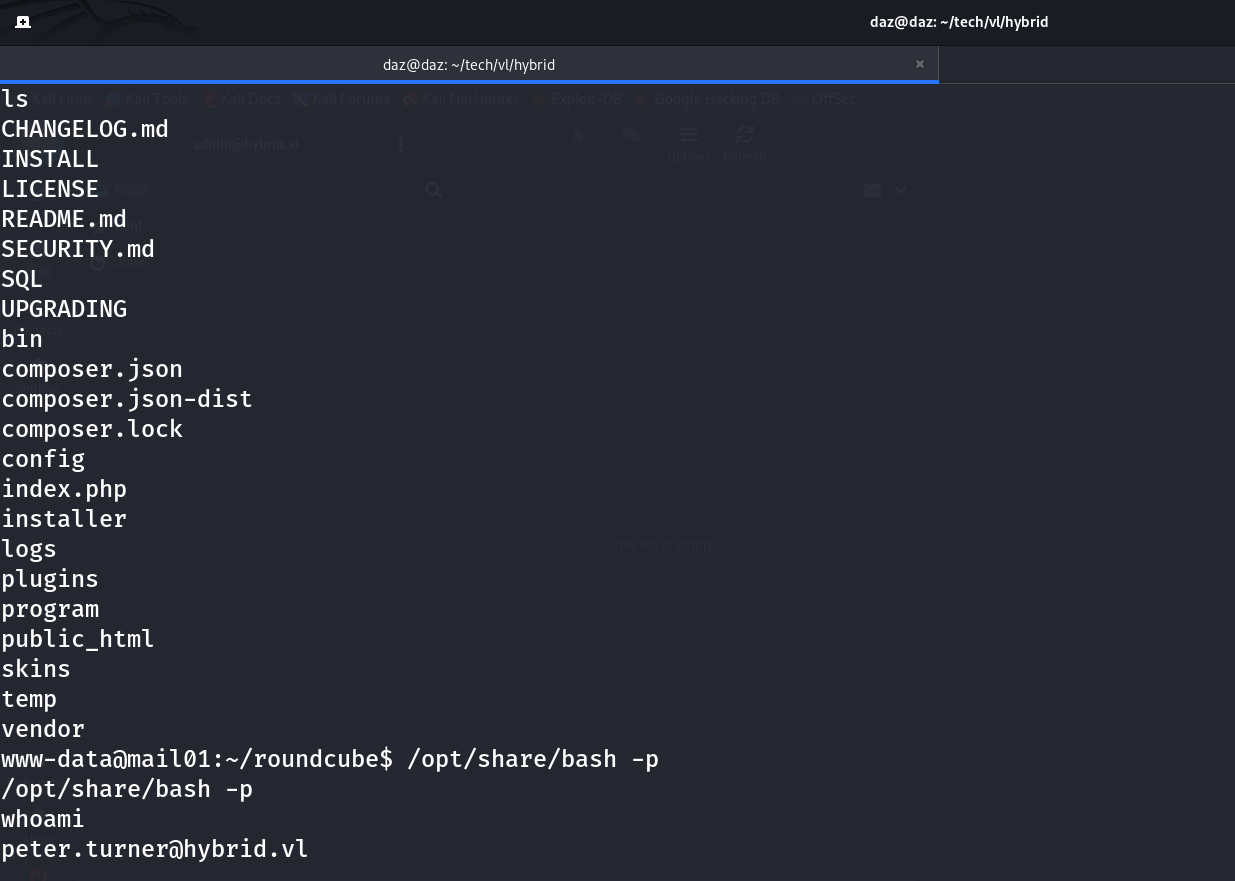 daz@daz: ~/tech/vl/hybrid
daz@daz: ~/tech/vl/hybrid ×
Kali Linux Kali Tools Kali Docs Kali Forums Kali NetHunter Exploit-DB Google Hacking DB OffSec
ls
CHANGELOG.md
admin@hybrid.vl
INSTALL
Options Refresh
LICENSE
Inbox
Search
README.md
SECURITY.md
SQL
UPGRADING
bin
composer.json
composer.json-dist
composer.lock
config
index.php
installer
logs
The list is empty
plugins
program
public_html
skins
temp
vendor
www-data@mail01:~/roundcube$ /opt/share/bash -p
/opt/share/bash -p
whoami
peter.turner@hybrid.vl